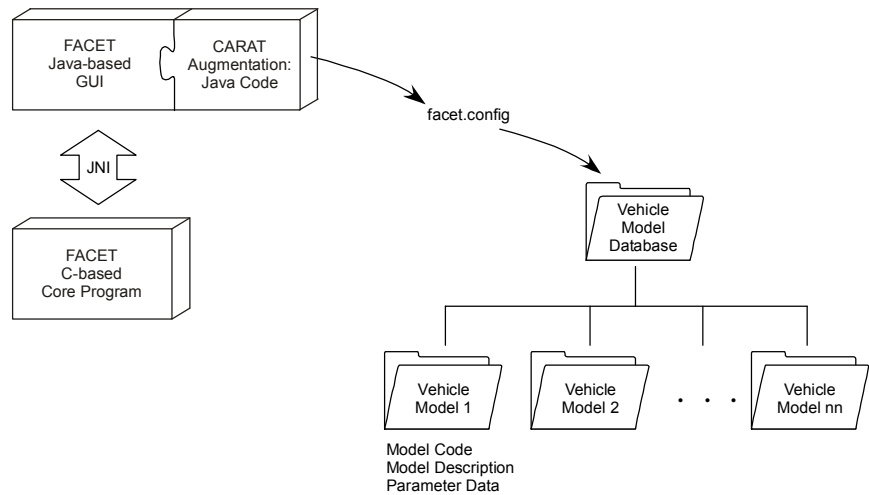 FACET
Java-based
GUI
CARAT
Augmentation:
Java Code
facet.config
JNI
FACET
C-based
Core Program
Vehicle
Model
Database
Vehicle
Model 1
Vehicle
Model 2
. . .
Vehicle
Model nn
Model Code
Model Description
Parameter Data